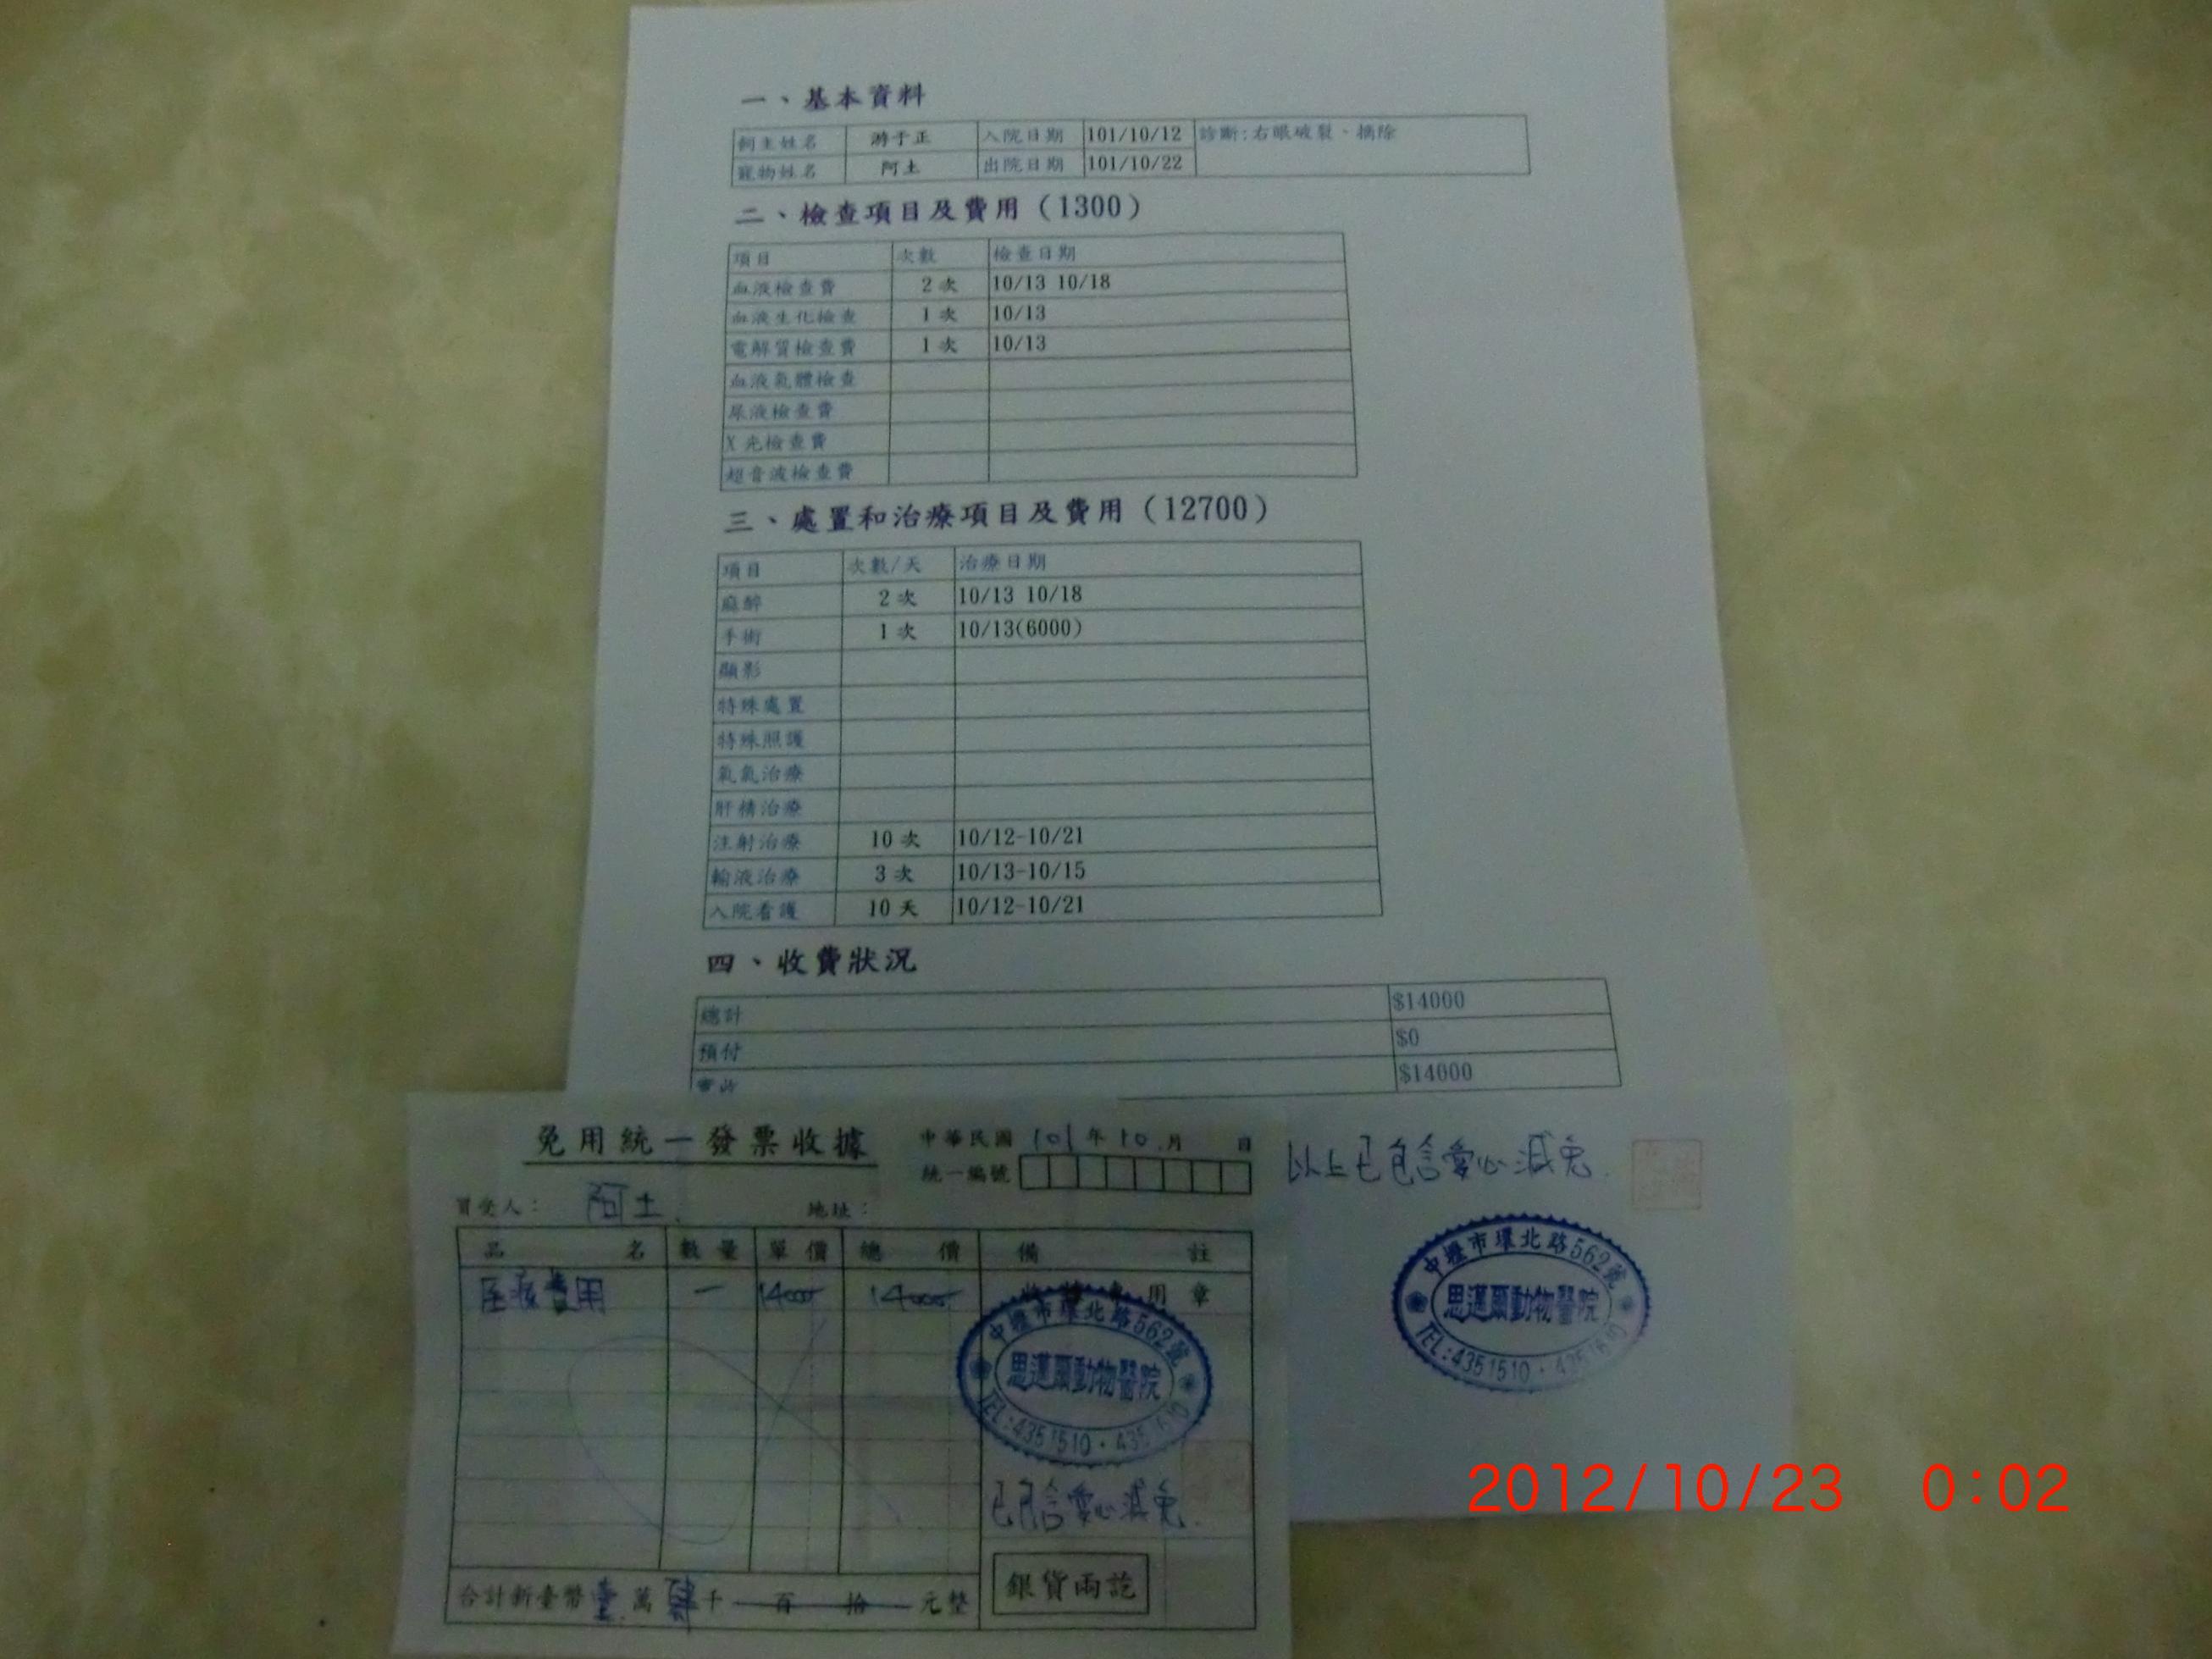 一、基本資料
飼主姓名 游于正 入院日期 101/10/12 診斷:右眼破裂、摘除
寵物姓名 阿土 出院日期 101/10/22
二、檢查項目及費用(1300)
項目 次數 檢查日期
血液檢查費 2 次 10/13 10/18
血液生化檢查 1 次 10/13
電解質檢查費 1 次 10/13
血液氣體檢查
尿液檢查費
X 光檢查費
超音波檢查費
三、處置和治療項目及費用(12700)
項目 次數/天 治療日期
麻醉 2 次 10/13 10/18
手術 1 次 10/13(6000)
顯影
特殊處置
特殊照護
氧氣治療
肝精治療
注射治療 10 次 10/12-10/21
輸液治療 3 次 10/13-10/15
入院看護 10 天 10/12-10/21
四、收費狀況
總計 $14000
預付 $0
實收 $14000
以上已包含愛心減免.
中壢市環北路562號
思邁爾動物醫院
TEL:4351510
免用統一發票收據
中華民國 101 年 10 月 日
統一編號
買受人: 阿土. 地址:
品名 數量 單價 總價 備註
医療費用 一 14000 14000 用章
中壢市環北路562號
思邁爾動物醫院
TEL:4351510
已包含愛心減免.
合計新臺幣 壹 萬 肆 千 百 拾 元整
銀貨兩訖
2012/10/23 0:02